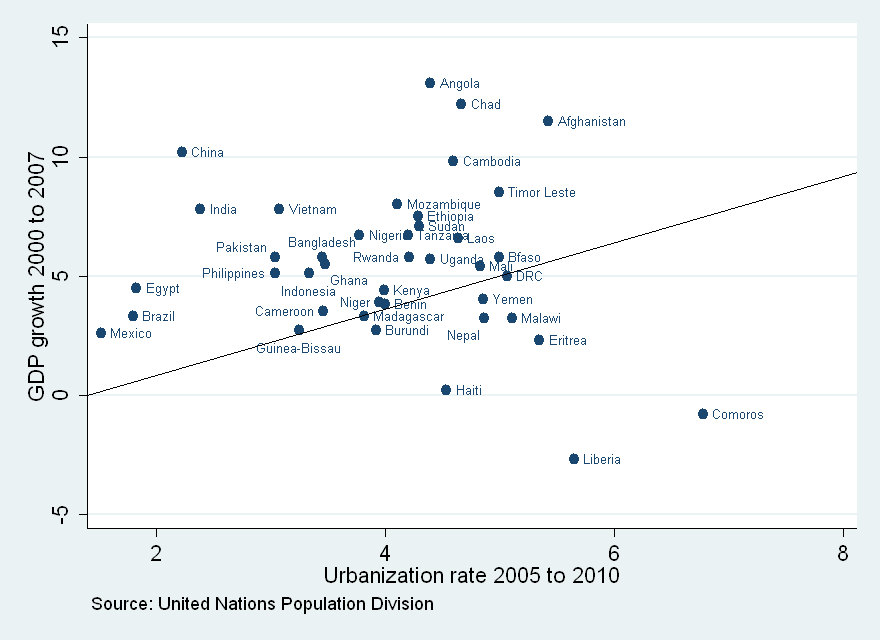 GDP growth 2000 to 2007
15
10
5
0
-5
Angola
Chad
Afghanistan
China
Cambodia
Timor Leste
Mozambique
India
Vietnam
Ethiopia
Sudan
Nigeria
Tanzania
Laos
Bangladesh
Pakistan
Rwanda
Uganda
Bfaso
Mali
Philippines
DRC
Ghana
Egypt
Indonesia
Kenya
Yemen
Niger
Benin
Cameroon
Brazil
Madagascar
Malawi
Mexico
Burundi
Nepal
Eritrea
Guinea-Bissau
Haiti
Comoros
Liberia
2 4 6 8
Urbanization rate 2005 to 2010
Source: United Nations Population Division